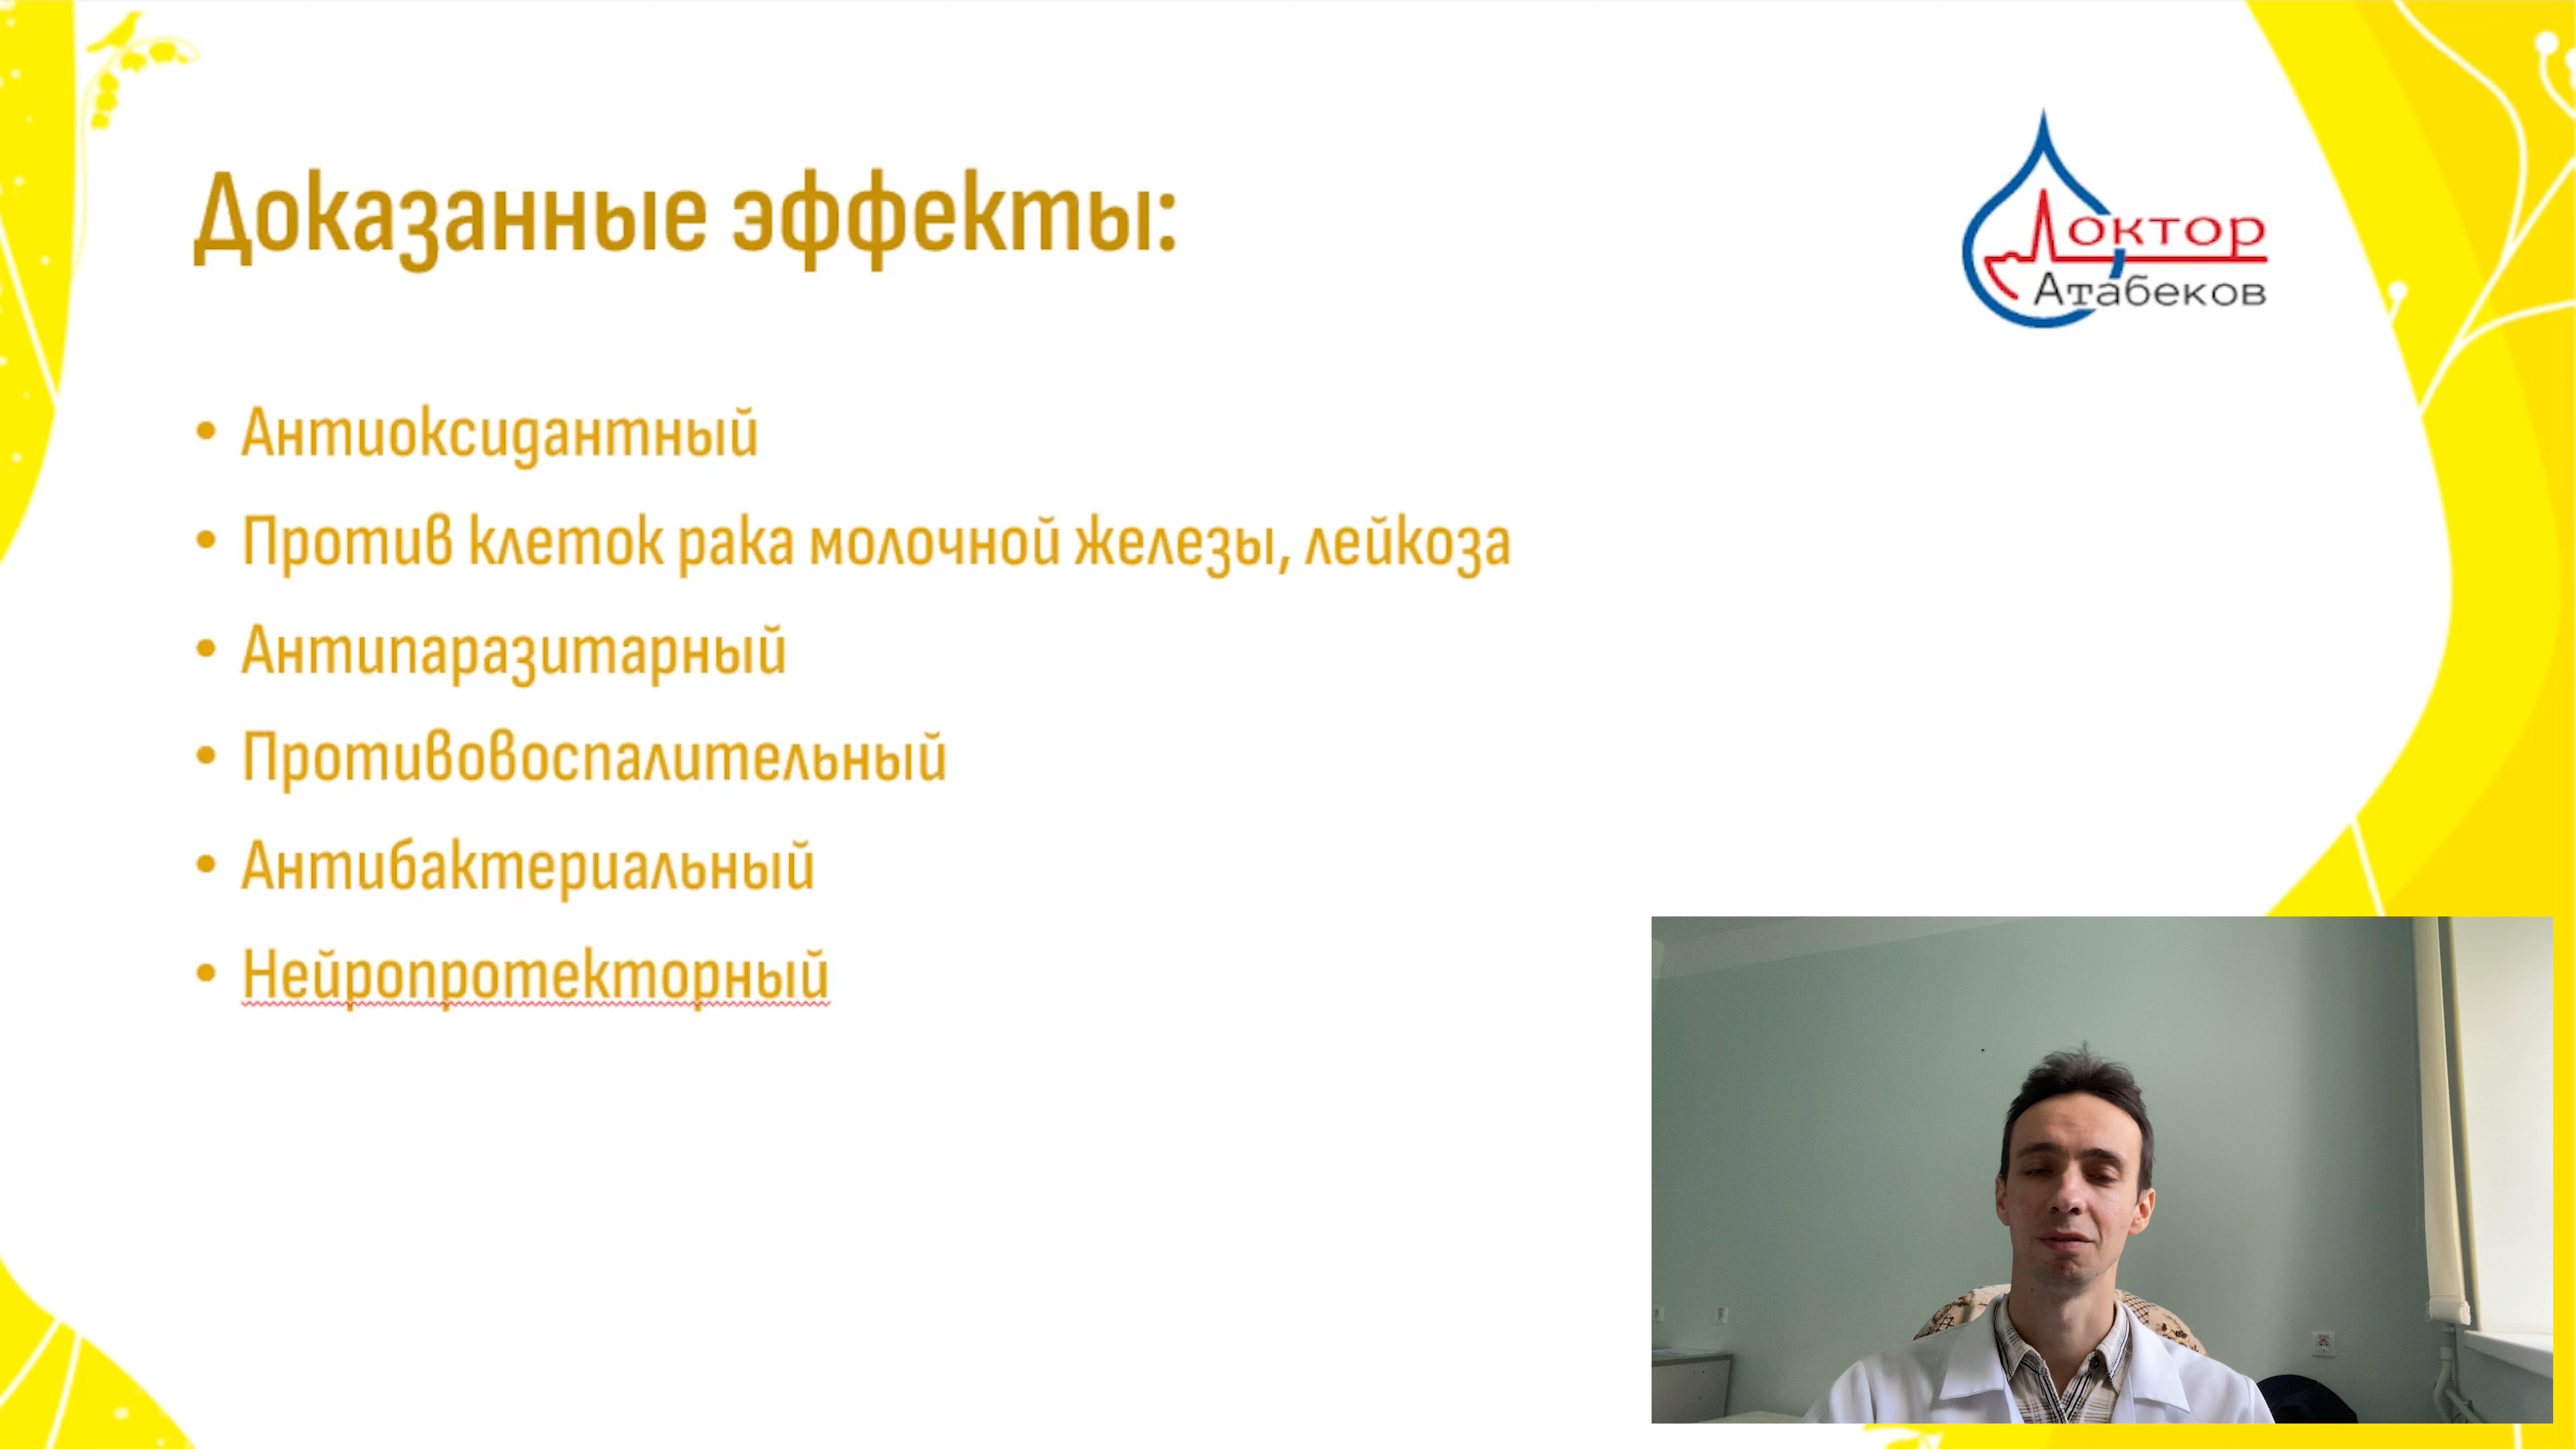 Доказанные эффекты:
Доктор
Атабеков
• Антиоксидантный
• Против клеток рака молочной железы, лейкоза
• Антипаразитарный
• Противовоспалительный
• Антибактериальный
• Нейропротекторный